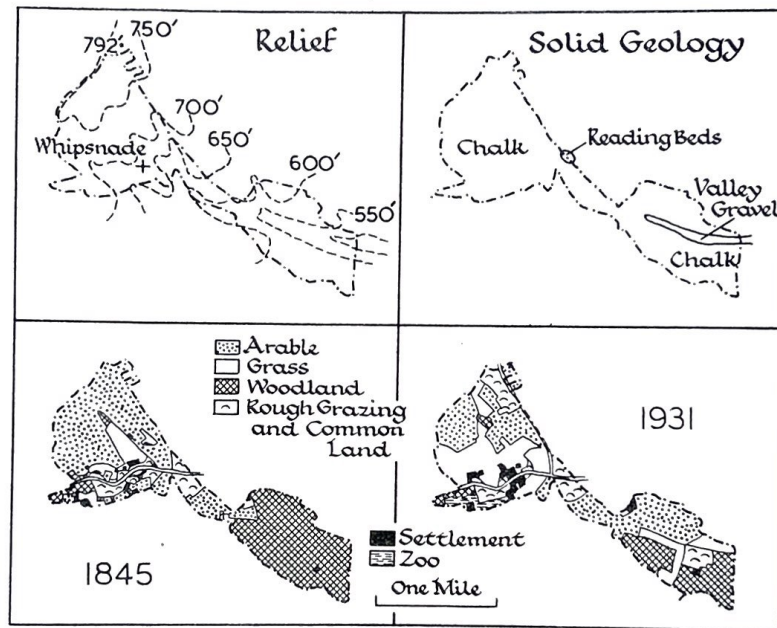 Relief
792'
750'
700'
650'
600'
550'
Whipsnade
Solid Geology
Chalk
Reading Beds
Valley
Gravel
Chalk
Arable
Grass
Woodland
Rough Grazing
and Common
Land
1845
1931
Settlement
Zoo
One Mile